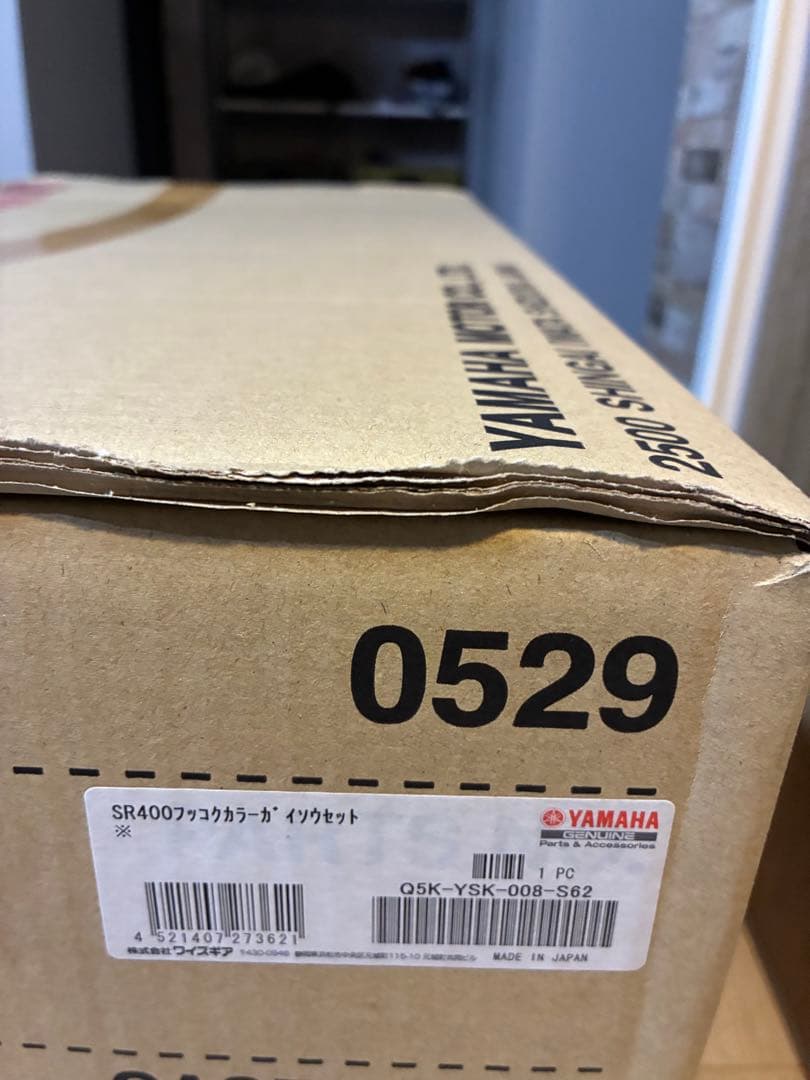 YAMAHA MOTOR CO., LTD.
2500 SHINGAI
0529
SR400フッコクカラーガイソウセット
※
YAMAHA
GENUINE
Parts & Accessories
1 PC
Q5K-YSK-008-S62
4 521407 273621
株式会社 ワイズギア
MADE IN JAPAN